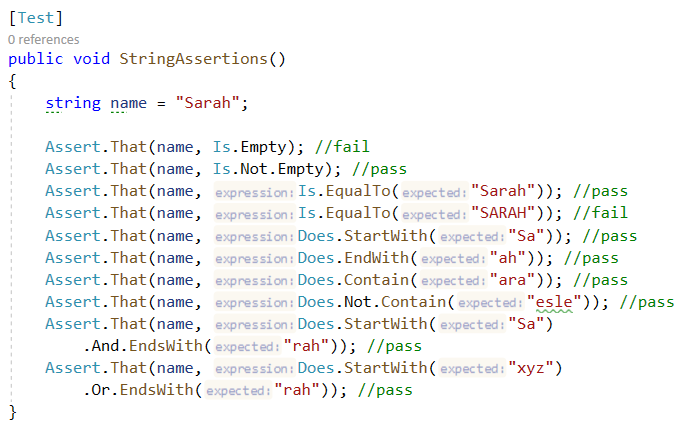 [Test]
0 references
public void StringAssertions()
{
string name = "Sarah";
Assert.That(name, Is.Empty); //fail
Assert.That(name, Is.Not.Empty); //pass
Assert.That(name, expression: Is.EqualTo( expected: "Sarah")); //pass
Assert.That(name, expression: Is.EqualTo( expected: "SARAH")); //fail
Assert.That(name, expression: Does.StartWith( expected: "Sa")); //pass
Assert.That(name, expression: Does.EndWith( expected: "ah")); //pass
Assert.That(name, expression: Does.Contain( expected: "ara")); //pass
Assert.That(name, expression: Does.Not.Contain( expected: "esle")); //pass
Assert.That(name, expression: Does.StartWith( expected: "Sa")
.And.EndsWith( expected: "rah")); //pass
Assert.That(name, expression: Does.StartWith( expected: "xyz")
.Or.EndsWith( expected: "rah")); //pass
}